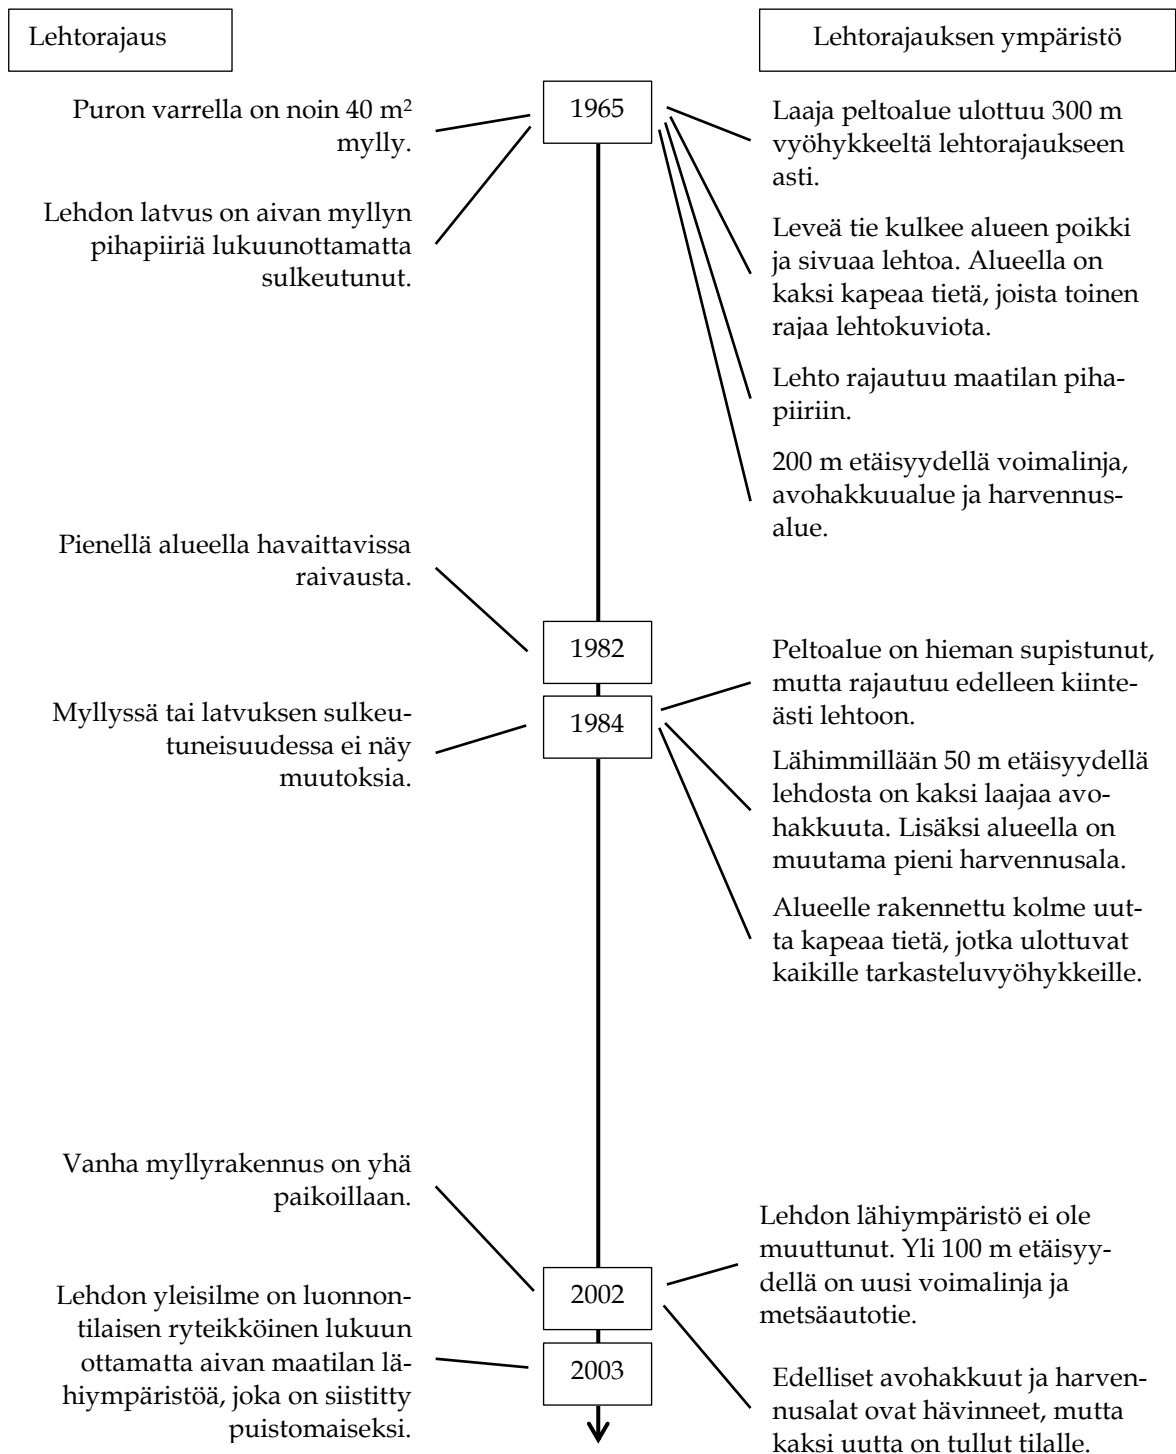 Lehtorajaus
Lehtorajauksen ympäristö
Puron varrella on noin 40 m²
mylly.
Lehdon latvus on aivan myllyn
pihapiiriä lukuunottamatta
sulkeutunut.
1965
Laaja peltoalue ulottuu 300 m
vyöhykkeeltä lehtorajaukseen
asti.
Leveä tie kulkee alueen poikki
ja sivuaa lehtoa. Alueella on
kaksi kapeaa tietä, joista toinen
rajaa lehtokuviota.
Lehto rajautuu maatilan piha-
piiriin.
200 m etäisyydellä voimalinja,
avohakkuualue ja harvennus-
alue.
Pienellä alueella havaittavissa
raivausta.
1982
Myllyssä tai latvuksen sulkeu-
tuneisuudessa ei näy
muutoksia.
1984
Peltoalue on hieman supistunut,
mutta rajautuu edelleen kiinte-
ästi lehtoon.
Lähimmillään 50 m etäisyydellä
lehdosta on kaksi laajaa avo-
hakkuuta. Lisäksi alueella on
muutama pieni harvennusala.
Alueelle rakennettu kolme uut-
ta kapeaa tietä, jotka ulottuvat
kaikille tarkasteluvyöhykkeille.
Vanha myllyrakennus on yhä
paikoillaan.
2002
Lehdon lähiympäristö ei ole
muuttunut. Yli 100 m etäisyy-
dellä on uusi voimalinja ja
metsäautotie.
Edelliset avohakkuut ja harven-
nusalat ovat hävinneet, mutta
kaksi uutta on tullut tilalle.
Lehdon yleisilme on luonnon-
tilaisen ryteikköinen lukuun
ottamatta aivan maatilan lä-
hiympäristöä, joka on siistitty
puistomaiseksi.
2003